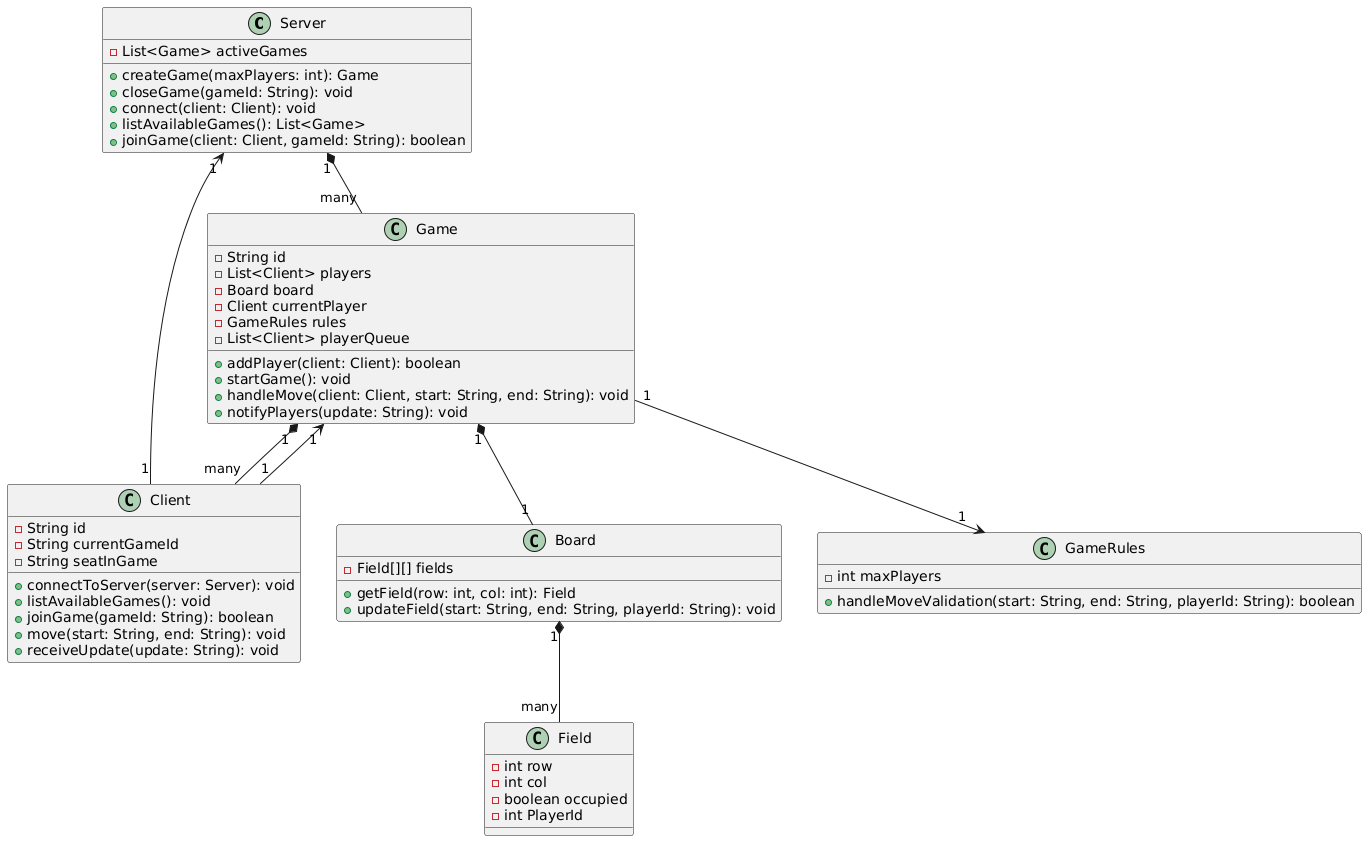 C Server
List<Game> activeGames
createGame(maxPlayers: int): Game
closeGame(gameId: String): void
connect(client: Client): void
listAvailableGames(): List<Game>
joinGame(client: Client, gameId: String): boolean
1
1
many
C Game
String id
List<Client> players
Board board
Client currentPlayer
GameRules rules
List<Client> playerQueue
addPlayer(client: Client): boolean
startGame(): void
handleMove(client: Client, start: String, end: String): void
notifyPlayers(update: String): void
1
1
1
1
1
many
1
1
1
C Client
String id
String currentGameId
String seatInGame
connectToServer(server: Server): void
listAvailableGames(): void
joinGame(gameId: String): boolean
move(start: String, end: String): void
receiveUpdate(update: String): void
C Board
Field[][] fields
getField(row: int, col: int): Field
updateField(start: String, end: String, playerId: String): void
C GameRules
int maxPlayers
handleMoveValidation(start: String, end: String, playerId: String): boolean
1
many
C Field
int row
int col
boolean occupied
int PlayerId